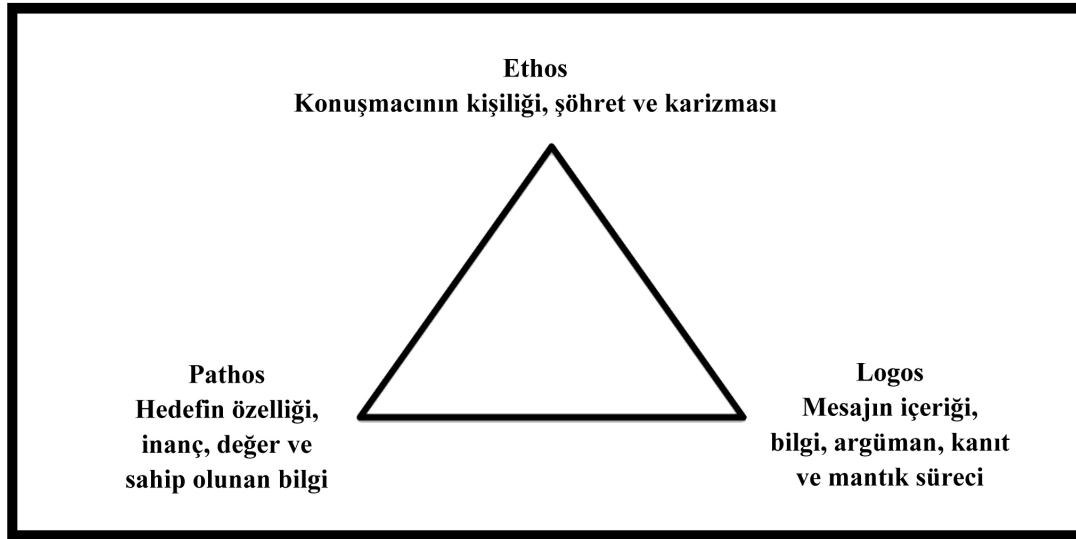 Ethos
Konuşmacının kişiliği, şöhret ve karizması
Pathos
Hedefin özelliği,
inanç, değer ve
sahip olunan bilgi
Logos
Mesajın içeriği,
bilgi, argüman, kanıt
ve mantık süreci